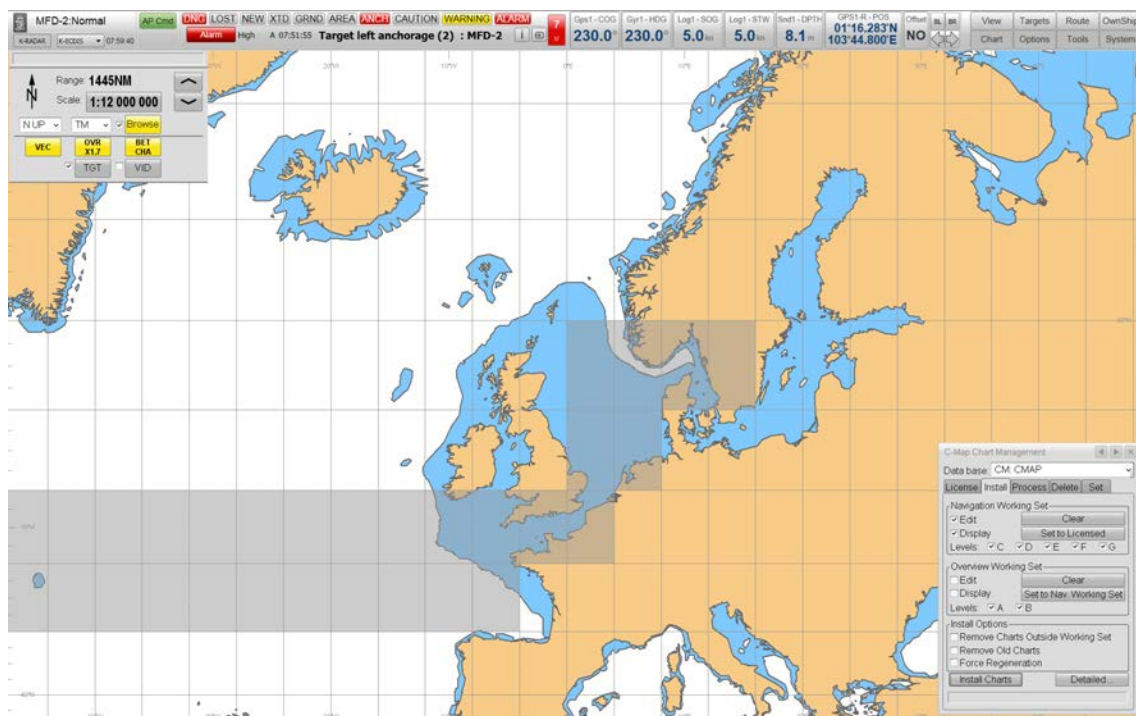 MFD-2:Normal
AP Cmd
DNG LOST NEW XTD GRND AREA ANCH CAUTION WARNING ALARM
K-RADAR K-ECDIS 07:59:40
Alarm High A 07:51:55 Target left anchorage (2) : MFD-2 i
7
Gps1 - COG Gyr1 - HDG Log1 - SOG Log1 - STW Snd1 - DPTH GPS1-R - POS Offset BL BR
230.0° 230.0° 5.0 kn 5.0 kn 8.1 m 01°16.283'N 103°44.800'E NO
View Targets Route OwnShip
Chart Options Tools System
N
Range: 1445NM
Scale: 1:12 000 000
N UP TM Browse
VEC OVR X1.7 BET CHA
TGT VID
C-Map Chart Management
Data base: CM: CMAP
License Install Process Delete Set
Navigation Working Set
Edit Clear
Display Set to Licensed
Levels: C D E F G
Overview Working Set
Edit Clear
Display Set to Nav. Working Set
Levels: A B
Install Options
Remove Charts Outside Working Set
Remove Old Charts
Force Regeneration
Install Charts Detailed...